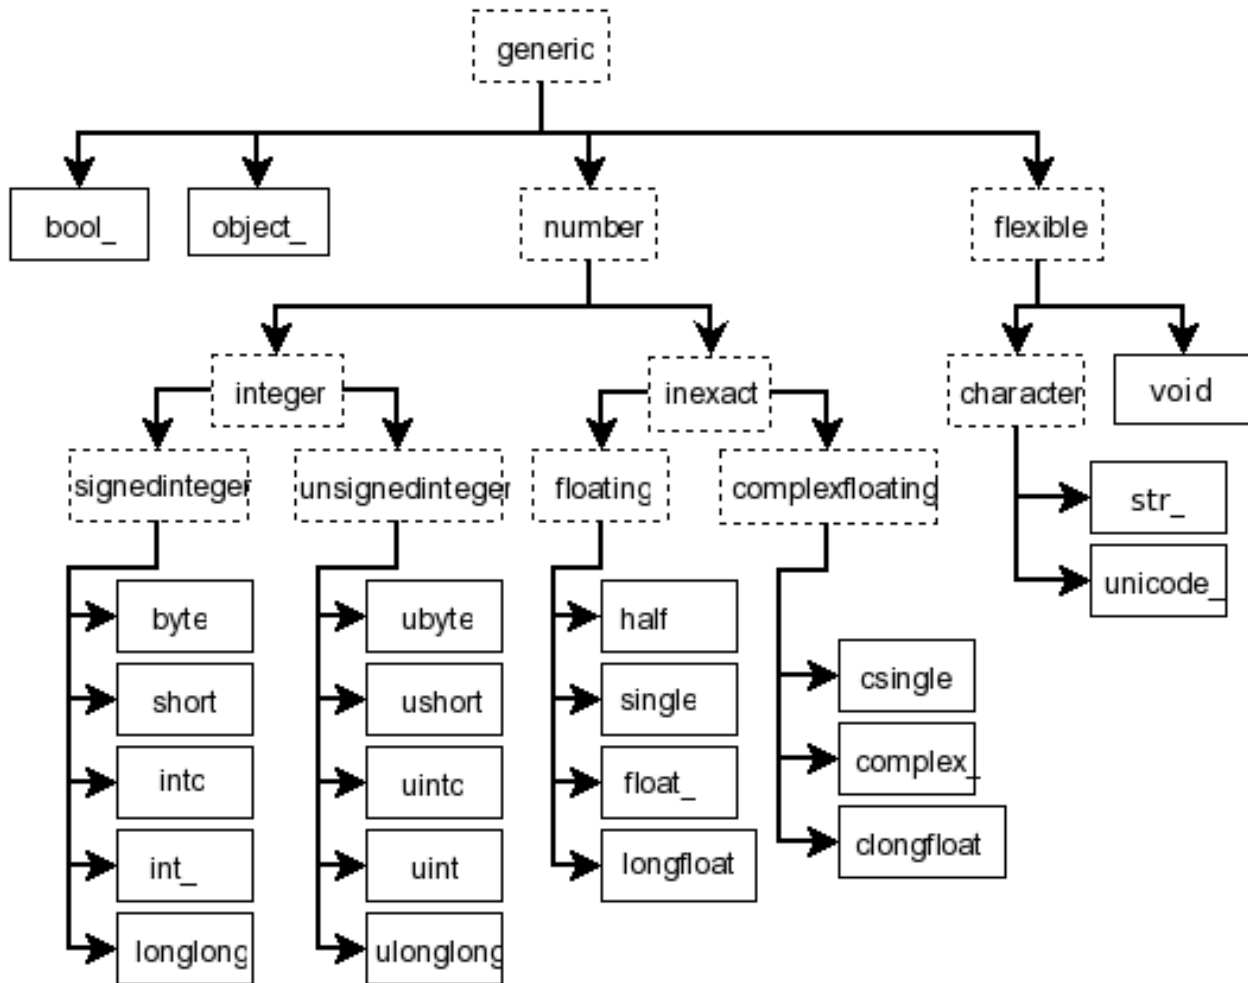 generic
bool_
object_
number
flexible
integer
inexact
character
void
signedinteger
unsignedinteger
floating
complexfloating
str_
unicode_
byte
ubyte
half
short
ushort
single
csingle
intc
uintc
float_
complex_
int_
uint
longfloat
clongfloat
longlong
ulonglong